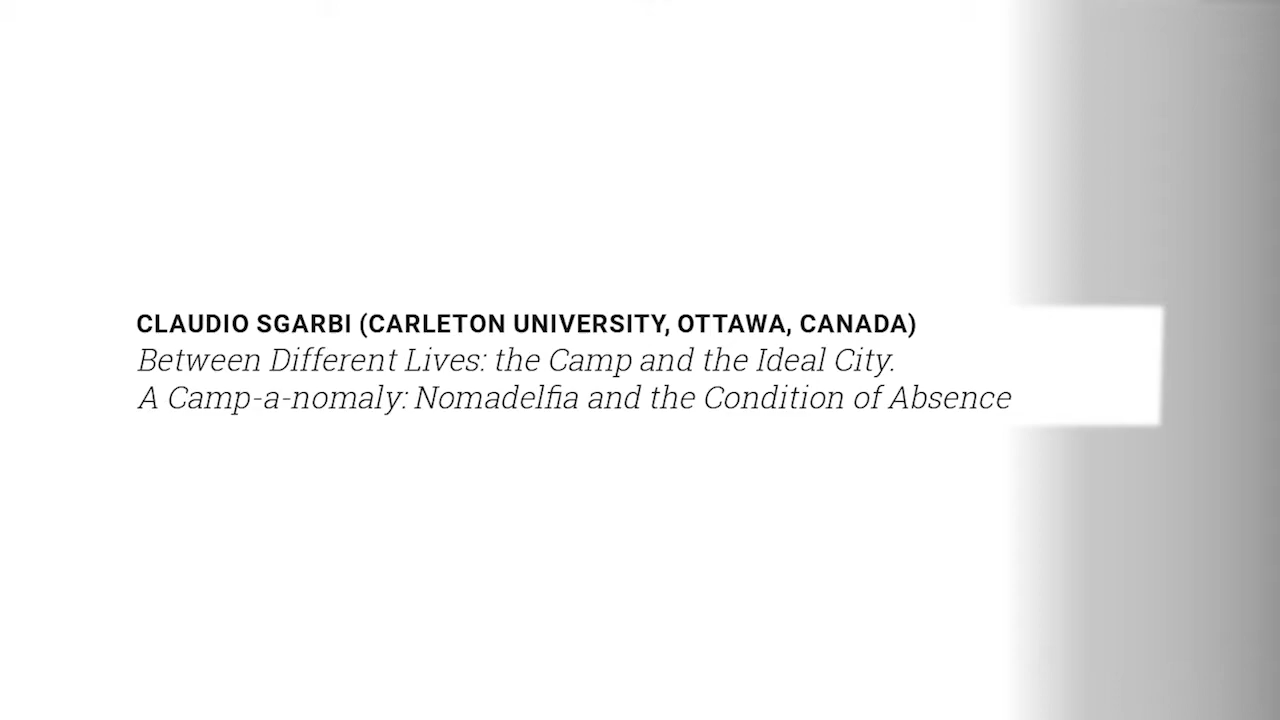 CLAUDIO SGARBI (CARLETON UNIVERSITY, OTTAWA, CANADA)
Between Different Lives: the Camp and the Ideal City.
A Camp-a-nomaly: Nomadelfia and the Condition of Absence